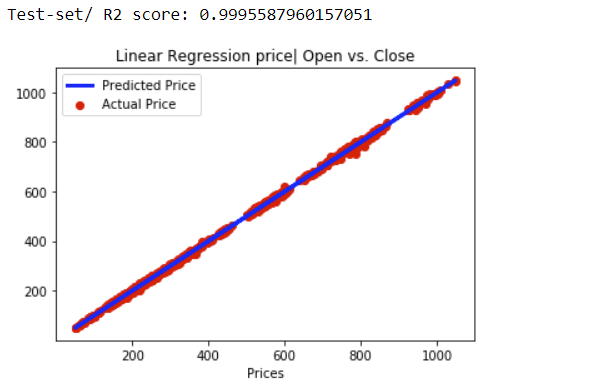 Test-set/ R2 score: 0.9995587960157051
Linear Regression price| Open vs. Close
Predicted Price
Actual Price
1000
800
600
400
200
200 400 600 800 1000
Prices